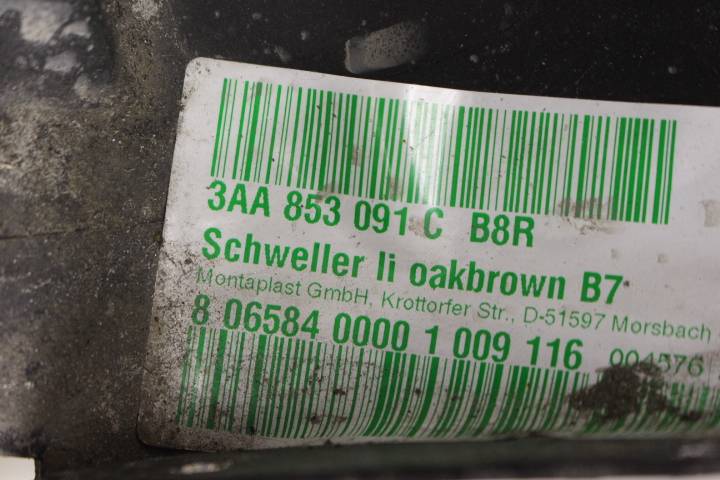 3AA 853 091 C B8R
Schweller li oakbrown B7
Montaplast GmbH, Krottorfer Str., D-51597 Morsbach
8 06584 0000 1 009 116 004576